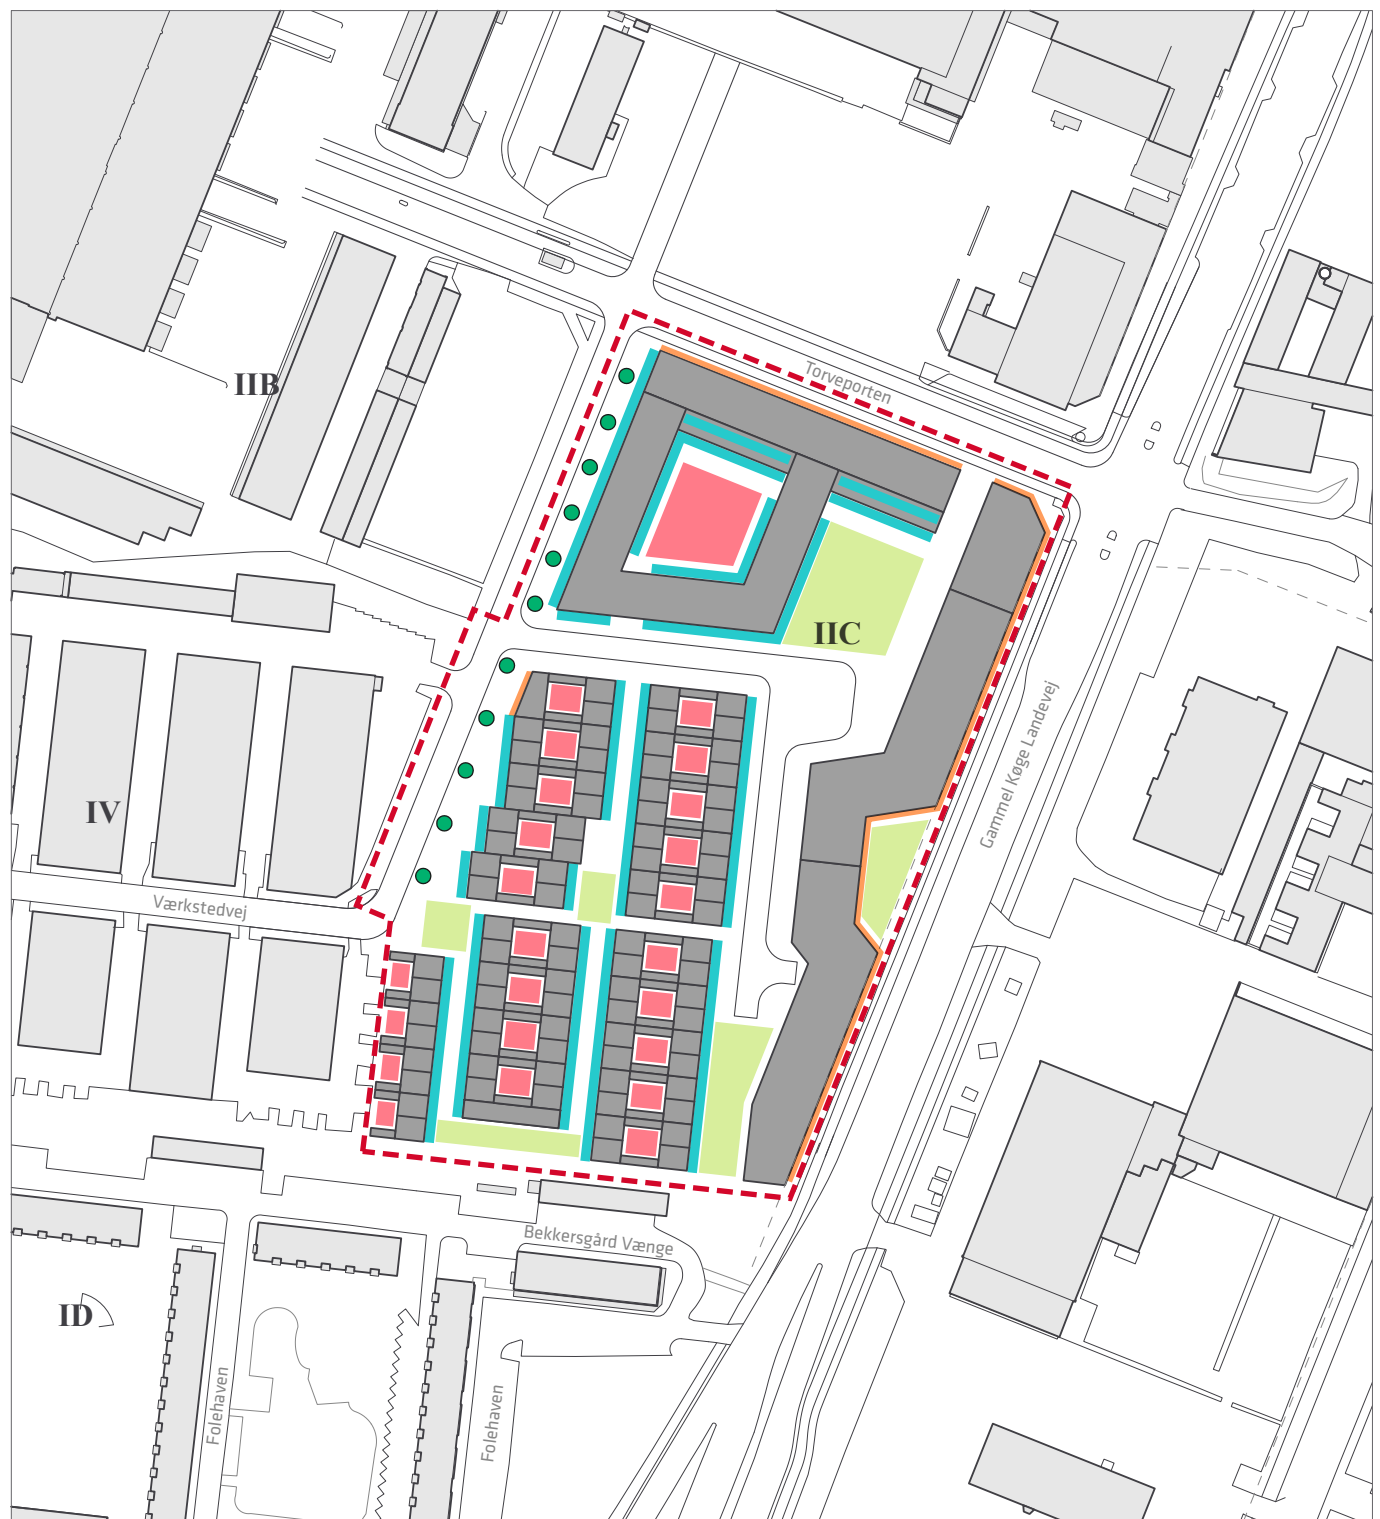 Torveporten
IIB
IIC
Gammel Køge Landevej
IV
Værkstedvej
Bekkersgård Vænge
ID
Folehaven
Folehaven